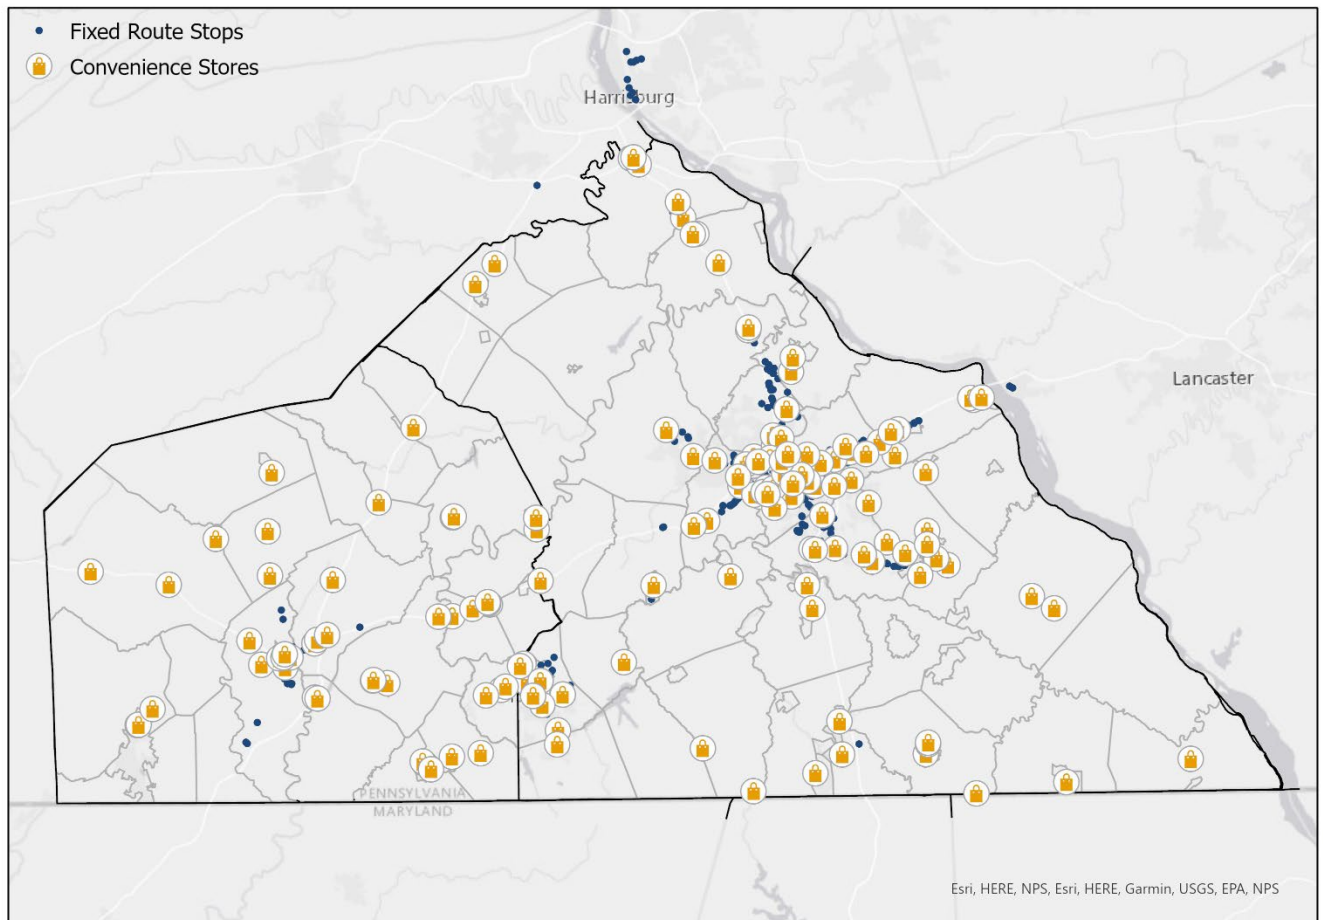 Fixed Route Stops
Convenience Stores
Harrisburg
Lancaster
PENNSYLVANIA
MARYLAND
Esri, HERE, NPS, Esri, HERE, Garmin, USGS, EPA, NPS